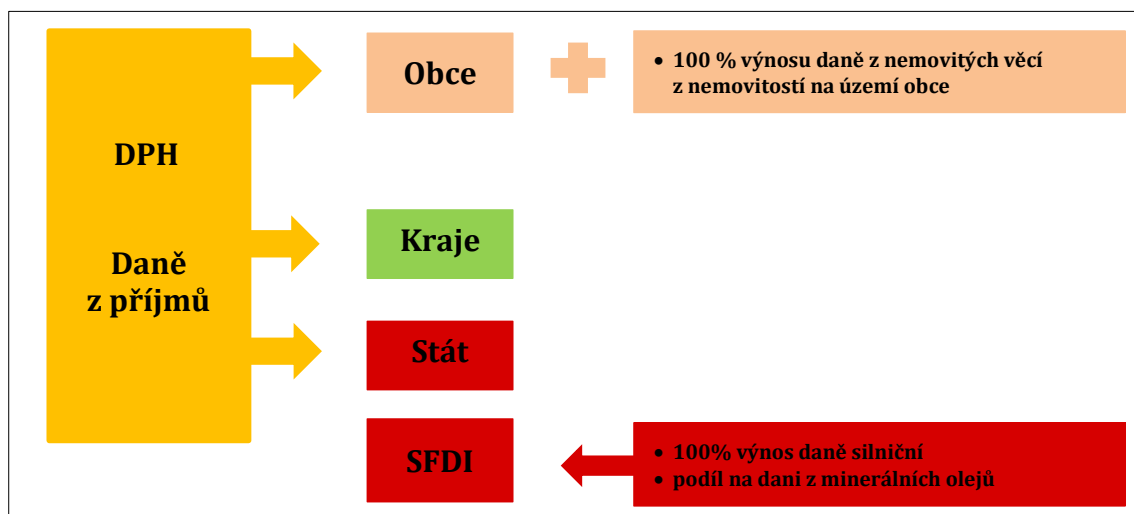 DPH
Daně
z příjmů
Obce
• 100 % výnosu daně z nemovitých věcí
z nemovitostí na území obce
Kraje
Stát
SFDI
• 100% výnos daně silniční
• podíl na dani z minerálních olejů